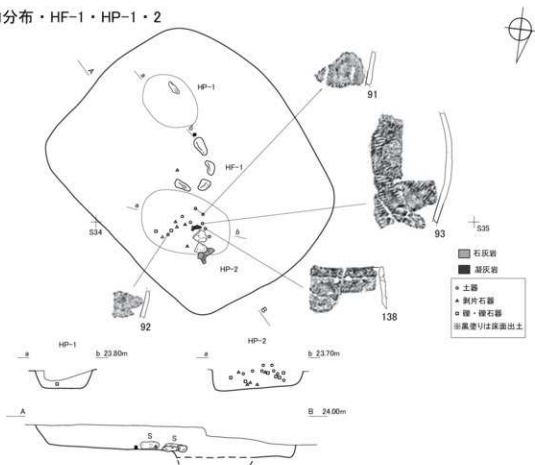 分布・HF-1・HP-1・2
A
a
HP-1
b
91
HF-1
93
a
S34
b
S35
HP-2
92
138
B
石灰岩
凝灰岩
土器
剝片石器
礫・礫石器
※黒塗りは床面出土
HP-1
a
b 23.80m
HP-2
a
b 23.70m
A
S
S
B 24.00m